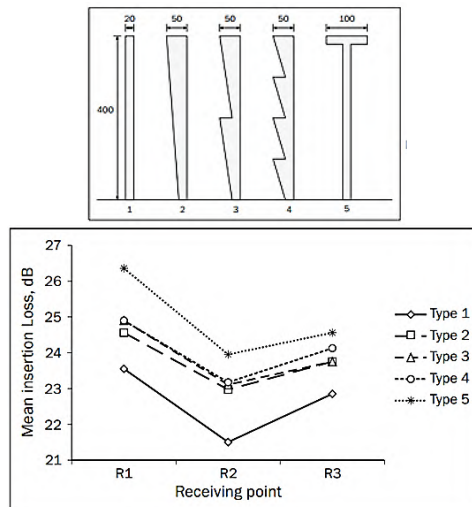 20 50 50 50 100
400
1 2 3 4 5
27
26
25
24
23
22
21
Mean insertion Loss, dB
R1 R2 R3
Receiving point
Type 1
Type 2
Type 3
Type 4
Type 5